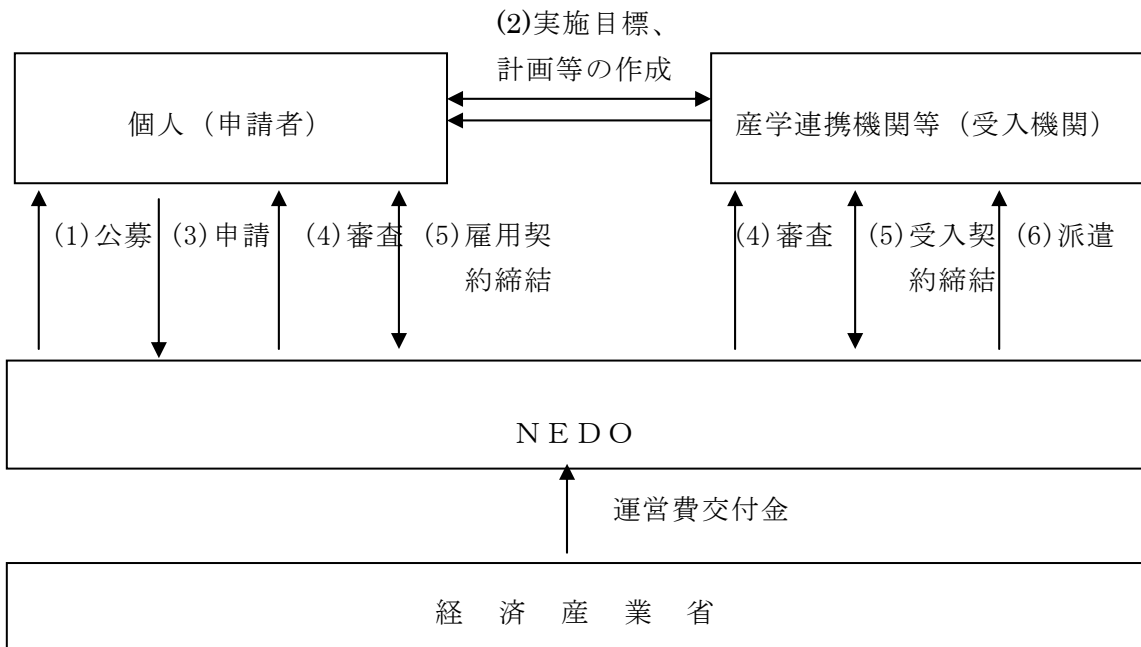 (2)実施目標、
計画等の作成
個人（申請者）
産学連携機関等（受入機関）
(1)公募
(3)申請
(4)審査
(5)雇用契
約締結
(4)審査
(5)受入契
約締結
(6)派遣
ＮＥＤＯ
運営費交付金
経済産業省